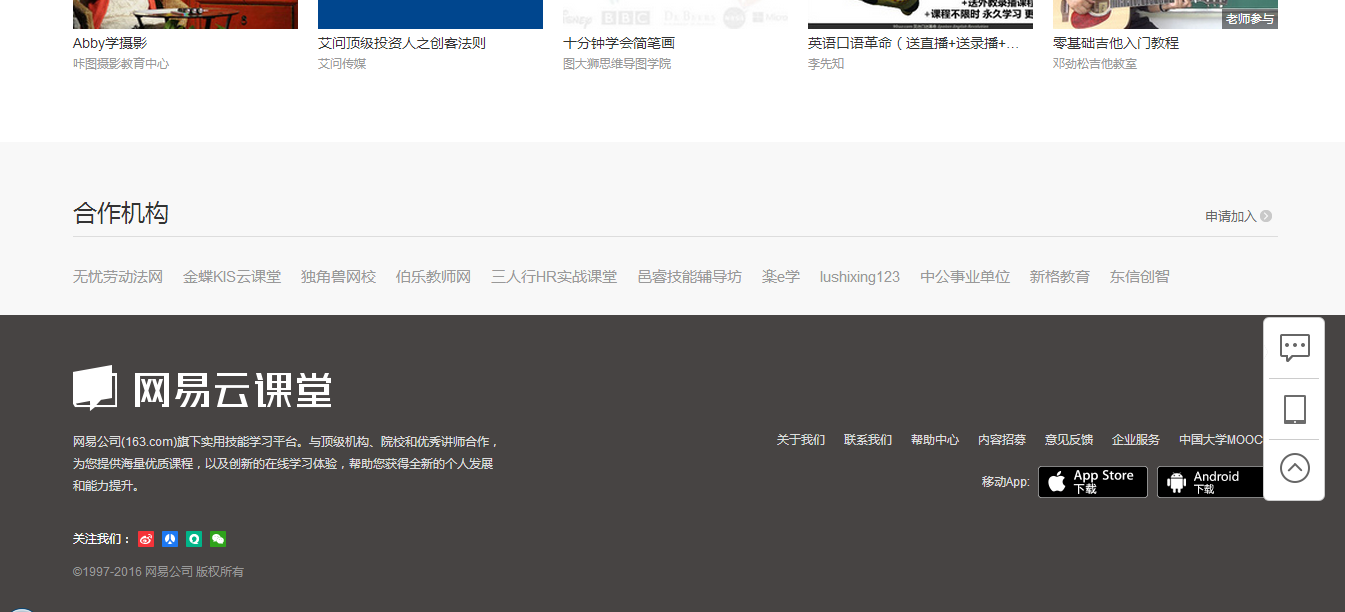 老师参与
BBC
+课程不限时 永久学习 更
Abby学摄影
艾问顶级投资人之创客法则
十分钟学会简笔画
英语口语革命（送直播+送录播+…
零基础吉他入门教程
咔图摄影教育中心
艾问传媒
图大狮思维导图学院
李先知
邓劲松吉他教室
合作机构
申请加入
无忧劳动法网 金蝶KIS云课堂 独角兽网校 伯乐教师网 三人行HR实战课堂 邑睿技能辅导坊 楽e学 lushixing123 中公事业单位 新格教育 东信创智
网易云课堂
网易公司(163.com)旗下实用技能学习平台。与顶级机构、院校和优秀讲师合作，
为您提供海量优质课程，以及创新的在线学习体验，帮助您获得全新的个人发展
和能力提升。
关于我们 联系我们 帮助中心 内容招募 意见反馈 企业服务 中国大学MOOC
移动App:
App Store
下载
Android
下载
关注我们：
©1997-2016 网易公司 版权所有